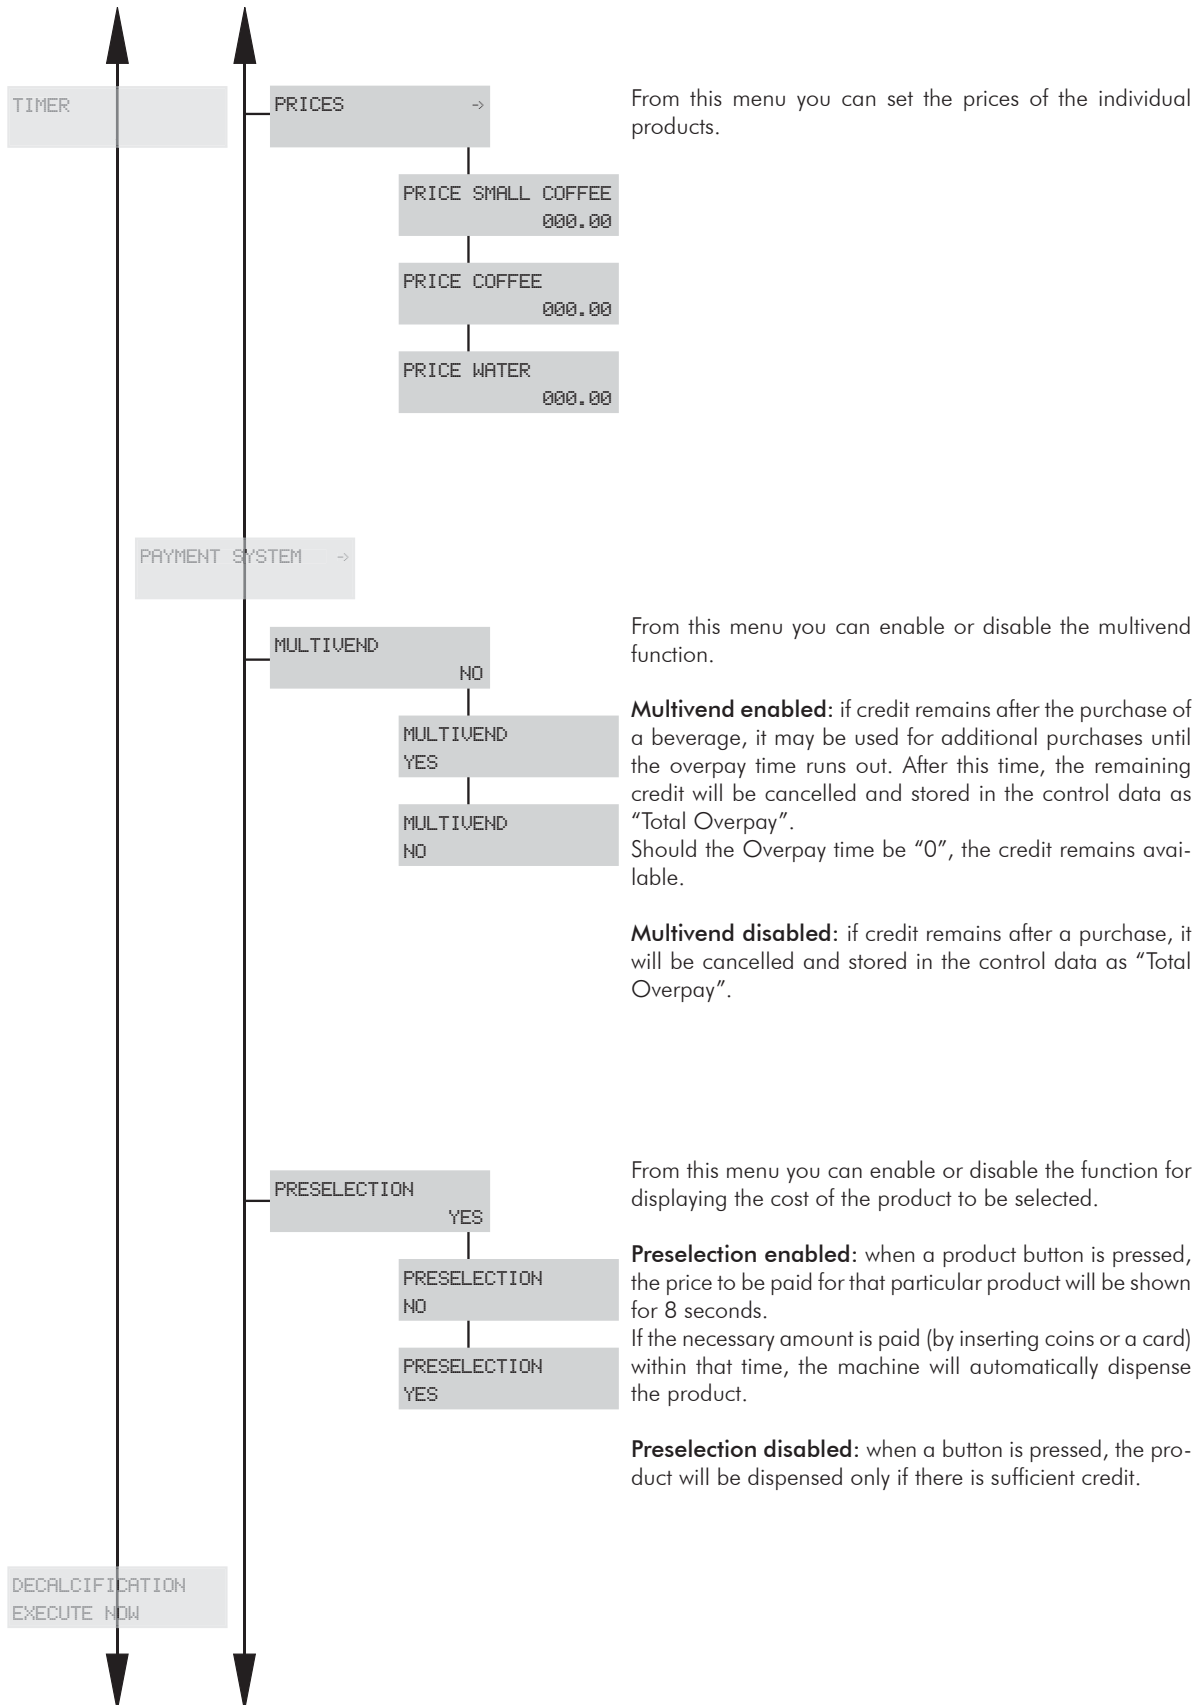 TIMER
PRICES ->
From this menu you can set the prices of the individual
products.
PRICE SMALL COFFEE
000.00
PRICE COFFEE
000.00
PRICE WATER
000.00
PAYMENT SYSTEM ->
MULTIVEND
NO
MULTIVEND
YES
MULTIVEND
NO
From this menu you can enable or disable the multivend
function.
Multivend enabled: if credit remains after the purchase of
a beverage, it may be used for additional purchases until
the overpay time runs out. After this time, the remaining
credit will be cancelled and stored in the control data as
“Total Overpay”.
Should the Overpay time be “0”, the credit remains avai-
lable.
Multivend disabled: if credit remains after a purchase, it
will be cancelled and stored in the control data as “Total
Overpay”.
PRESELECTION
YES
PRESELECTION
NO
PRESELECTION
YES
From this menu you can enable or disable the function for
displaying the cost of the product to be selected.
Preselection enabled: when a product button is pressed,
the price to be paid for that particular product will be shown
for 8 seconds.
If the necessary amount is paid (by inserting coins or a card)
within that time, the machine will automatically dispense
the product.
Preselection disabled: when a button is pressed, the pro-
duct will be dispensed only if there is sufficient credit.
DECALCIFICATION
EXECUTE NOW